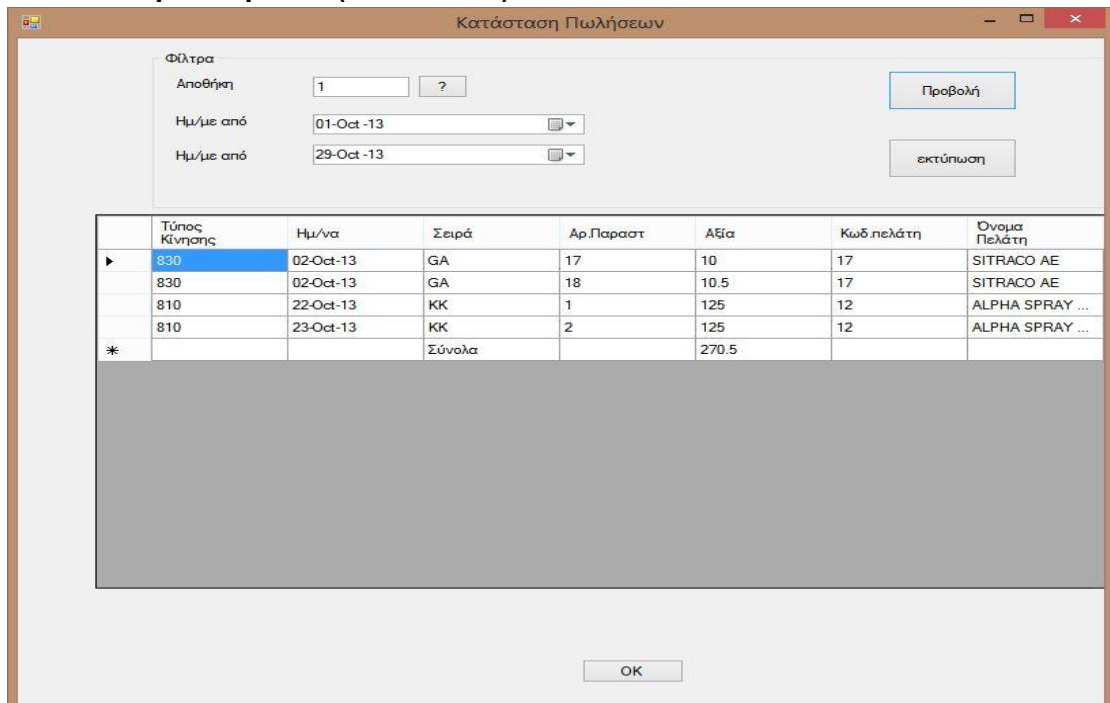 Κατάσταση Πωλήσεων
Φίλτρα
Αποθήκη 1 ?
Προβολή
Ημ/με από 01-Oct -13
Ημ/με από 29-Oct -13
εκτύπωση
Τύπος Κίνησης Ημ/να Σειρά Αρ.Παραστ Αξία Κωδ.πελάτη Όνομα Πελάτη
830 02-Oct-13 GA 17 10 17 SITRACO AE
830 02-Oct-13 GA 18 10.5 17 SITRACO AE
810 22-Oct-13 KK 1 125 12 ALPHA SPRAY ...
810 23-Oct-13 KK 2 125 12 ALPHA SPRAY ...
Σύνολα 270.5
OK